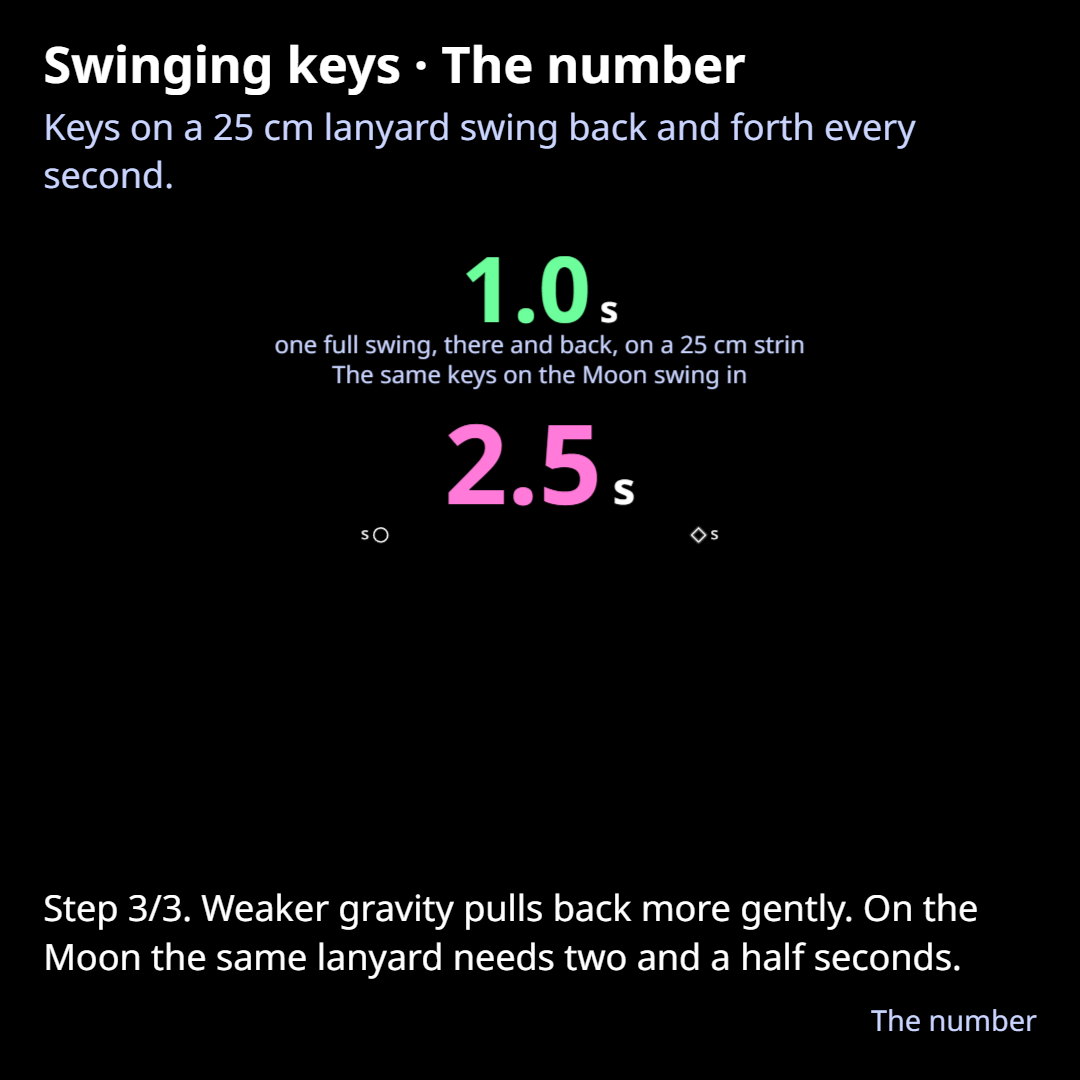 Swinging keys · The number
Keys on a 25 cm lanyard swing back and forth every
second.
1.0 s
one full swing, there and back, on a 25 cm strin
The same keys on the Moon swing in
2.5 s
s
s
Step 3/3. Weaker gravity pulls back more gently. On the
Moon the same lanyard needs two and a half seconds.
The number